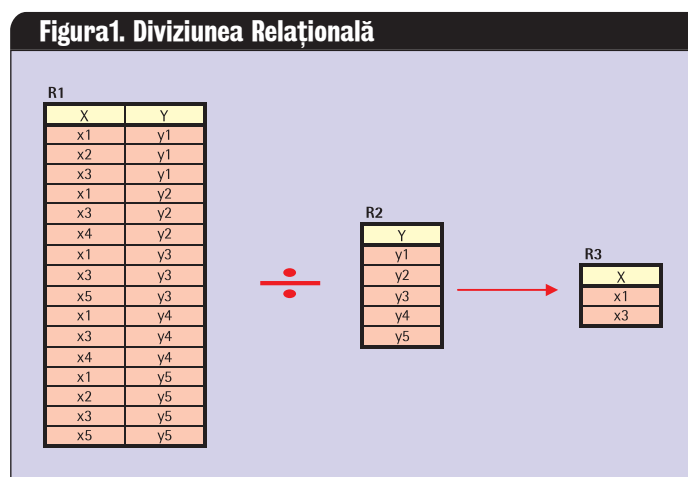 Figura1. Diviziunea Relațională
R1
X Y
x1 y1
x2 y1
x3 y1
x1 y2
x3 y2
x4 y2
x1 y3
x3 y3
x5 y3
x1 y4
x3 y4
x4 y4
x1 y5
x2 y5
x3 y5
x5 y5
R2
Y
y1
y2
y3
y4
y5
R3
X
x1
x3